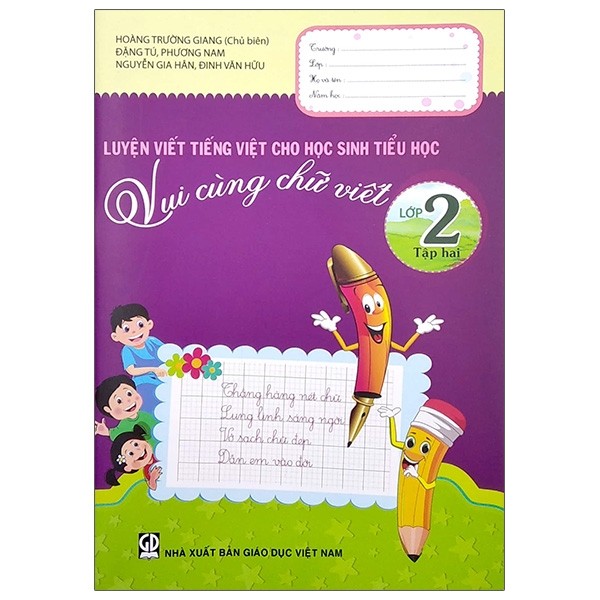 HOÀNG TRƯỜNG GIANG (Chủ biên)
ĐẶNG TÚ, PHƯƠNG NAM
NGUYỄN GIA HÂN, ĐINH VĂN HỮU
Trường:
Lớp:
Họ và tên:
Năm học:
LUYỆN VIẾT TIẾNG VIỆT CHO HỌC SINH TIỂU HỌC
Vui cùng chữ viết
LỚP 2
Tập hai
Thẳng hàng nét chữ
Lung linh sáng ngời
Vở sạch chữ đẹp
Dẫn em vào đời
GD
NHÀ XUẤT BẢN GIÁO DỤC VIỆT NAM